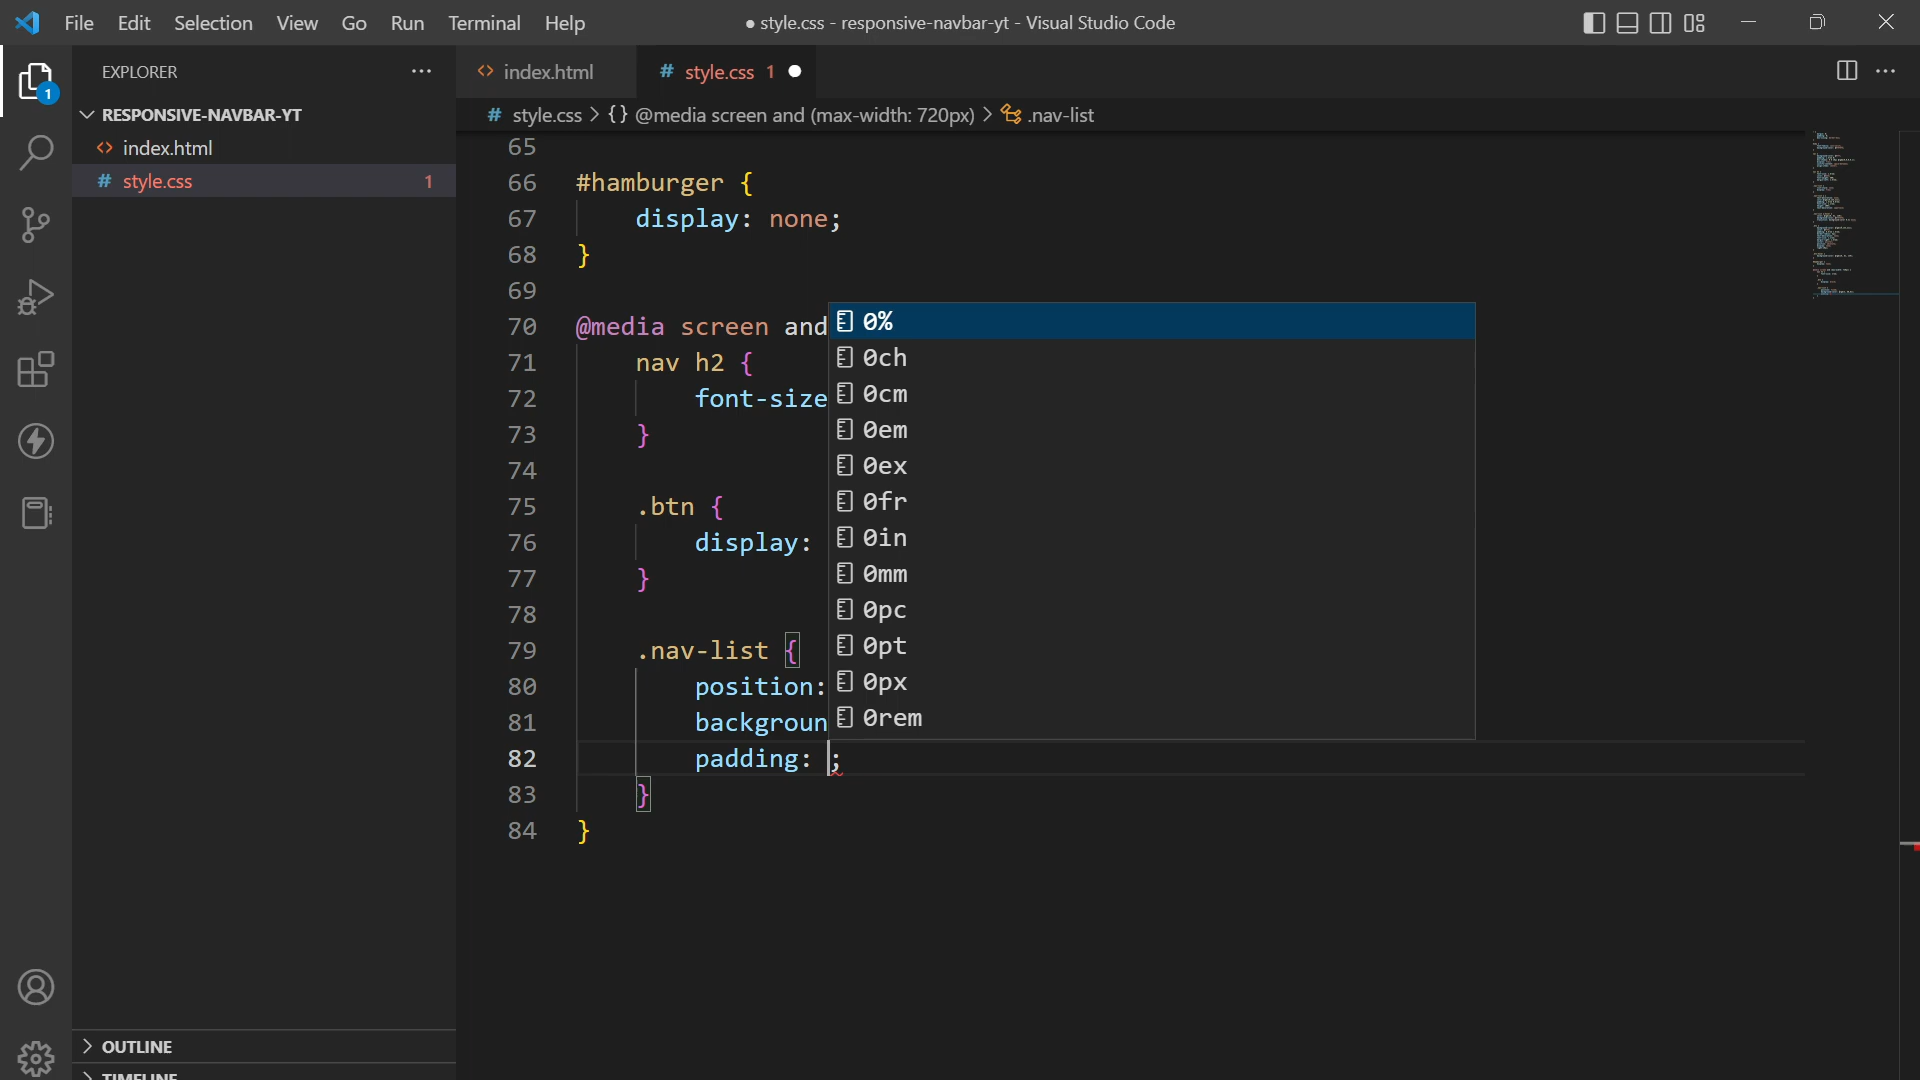 File Edit Selection View Go Run Terminal Help
● style.css - responsive-navbar-yt - Visual Studio Code
EXPLORER
1
RESPONSIVE-NAVBAR-YT
<> index.html
# style.css 1
OUTLINE
TIMELINE
<> index.html
# style.css 1 ●
# style.css > {} @media screen and (max-width: 720px) > .nav-list
65
66 #hamburger {
67 display: none;
68 }
69
70 @media screen and
71 nav h2 {
72 font-size
73 }
74
75 .btn {
76 display:
77 }
78
79 .nav-list {
80 position:
81 backgroun
82 padding: ;
83 }
84 }
0%
0ch
0cm
0em
0ex
0fr
0in
0mm
0pc
0pt
0px
0rem